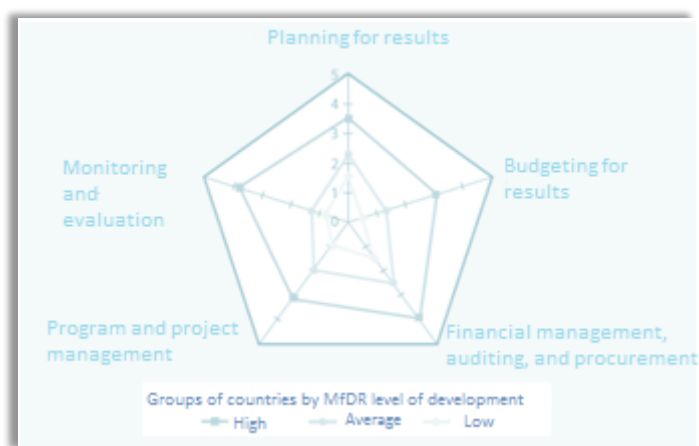 Planning for results
5
4
3
2
1
0
Monitoring
and
evaluation
Budgeting for
results
Program and project
management
Financial management,
auditing, and procurement
Groups of countries by MfDR level of development
High
Average
Low